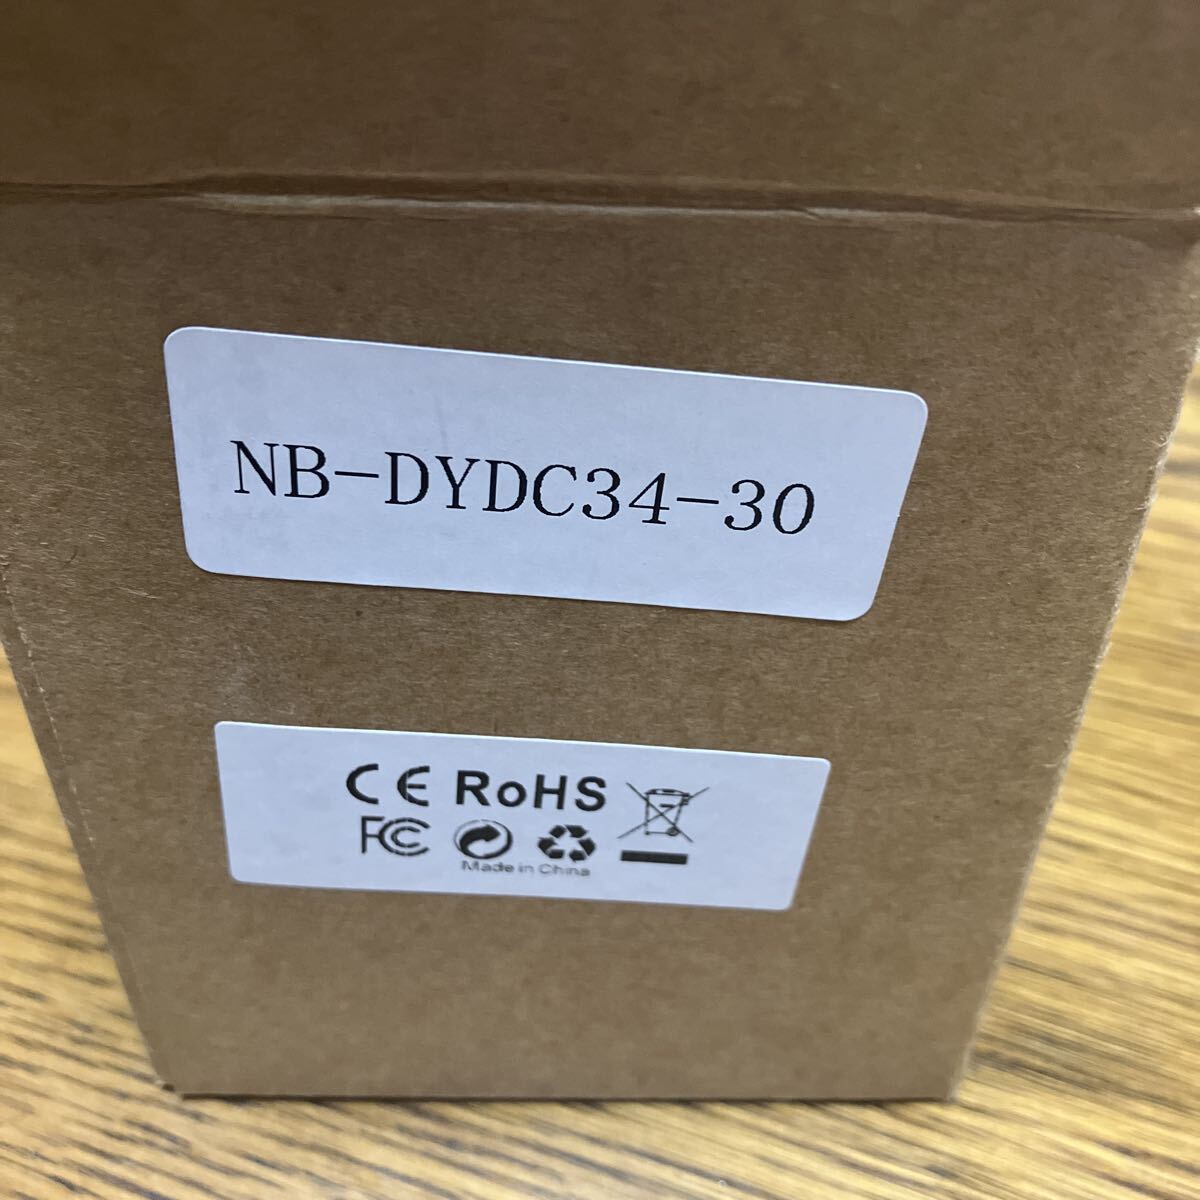 NB-DYDC34-30
CE RoHS
FC
Made in China